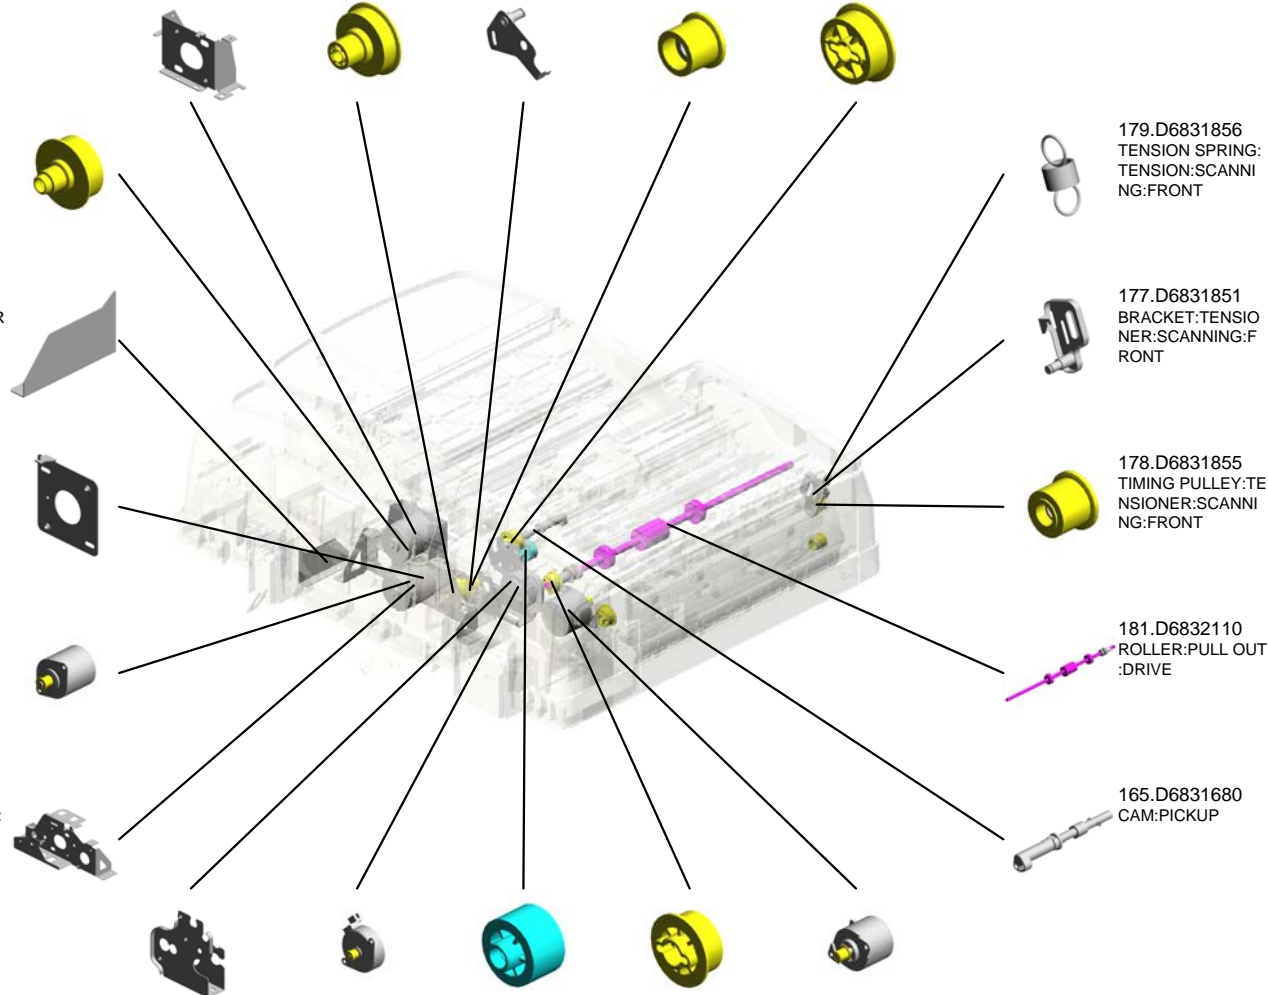 179.D6831856
TENSION SPRING:
TENSION:SCANNI
NG:FRONT
177.D6831851
BRACKET:TENSIO
NER:SCANNING:F
RONT
R
178.D6831855
TIMING PULLEY:TE
NSIONER:SCANNI
NG:FRONT
181.D6832110
ROLLER:PULL OUT
:DRIVE
165.D6831680
CAM:PICKUP
: